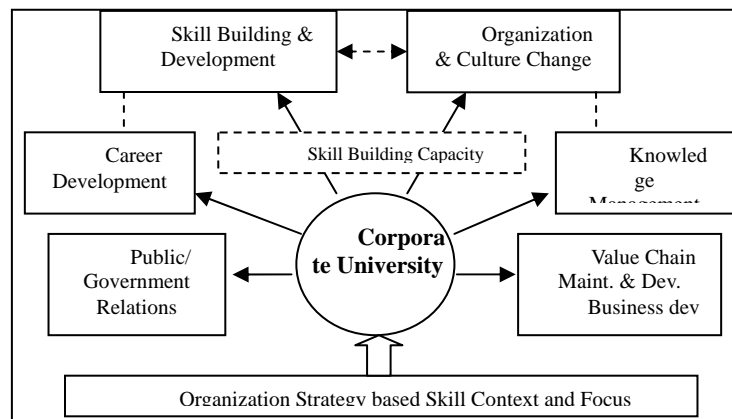 Skill Building &
Development
Organization
& Culture Change
Skill Building Capacity
Career
Development
Knowled
ge
Management
Corpora
te University
Public/
Government
Relations
Value Chain
Maint. & Dev.
Business dev
Organization Strategy based Skill Context and Focus